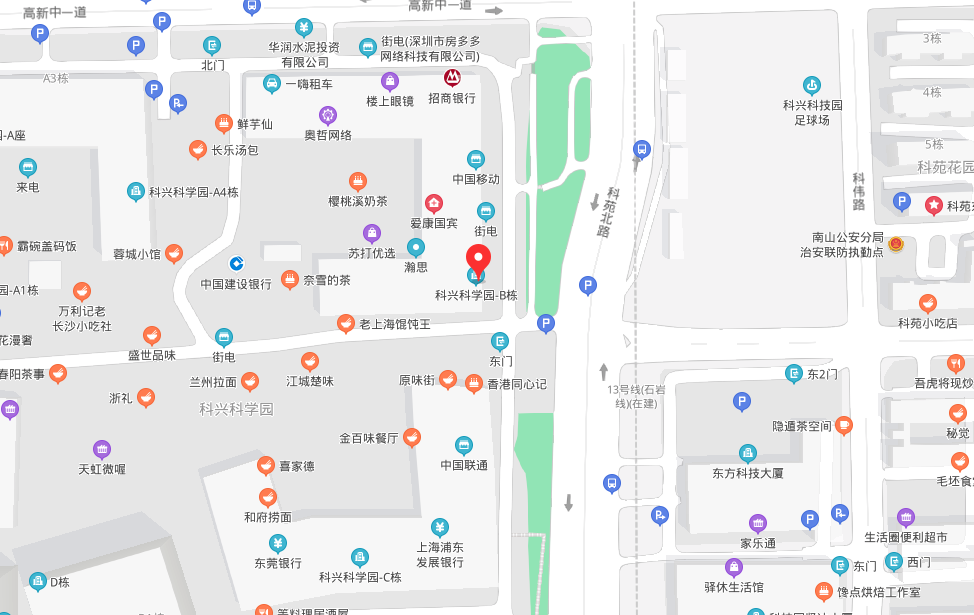 高新中一道
高新中一道
华润水泥投资
有限公司
街电(深圳市房多多
网络科技有限公司)
北门
3栋
A3栋
一嗨租车
楼上眼镜
招商银行
4栋
科兴科技园
足球场
鲜芋仙
奥哲网络
-A座
长乐汤包
5栋
科苑花园
来电
科兴科学园-A4栋
中国移动
樱桃溪奶茶
科苑北路
科伟路
爱康国宾
街电
霸碗盖码饭
蓉城小馆
苏打优选
瀚思
南山公安分局
治安联防执勤点
园-A1栋
中国建设银行
奈雪的茶
科兴科学园-B栋
万利记老
长沙小吃社
老上海馄饨王
科苑小吃店
花漫奢
盛世品味
街电
东门
春阳茶事
兰州拉面
江城楚味
原味街
香港同心记
东2门
吾虎将现炒
浙礼
科兴科学园
13号线(石岩
线)(在建)
隐遁茶空间
秘觉
金百味餐厅
天虹微喔
喜家德
中国联通
东方科技大厦
和府捞面
上海浦东
发展银行
家乐通
生活圈便利超市
东莞银行
科兴科学园-C栋
D栋
驿休生活馆
东门
西门
馋点烘焙工作室